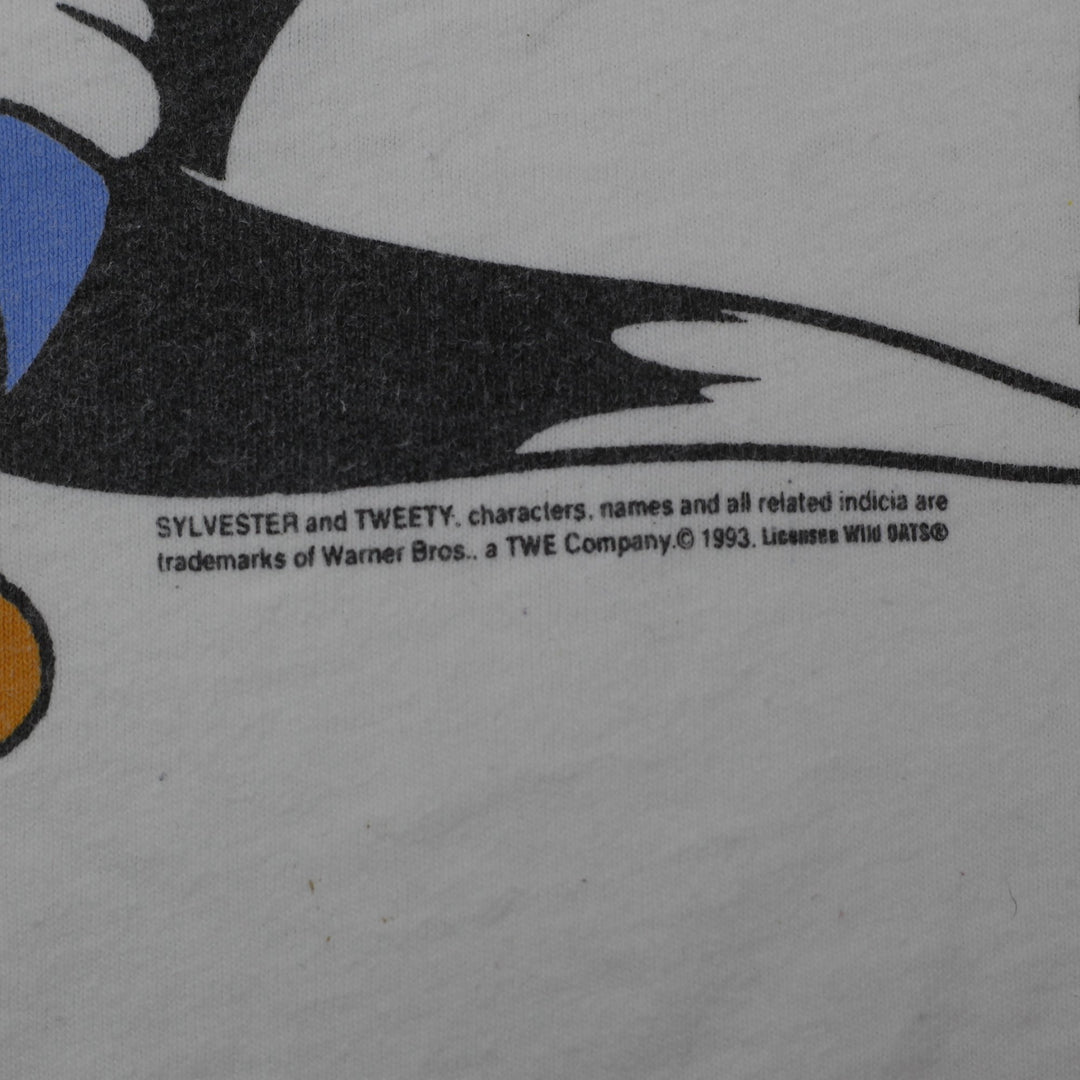 SYLVESTER and TWEETY, characters, names and all related indicia are
trademarks of Warner Bros., a TWE Company.© 1993. Licensee Wild OATS®